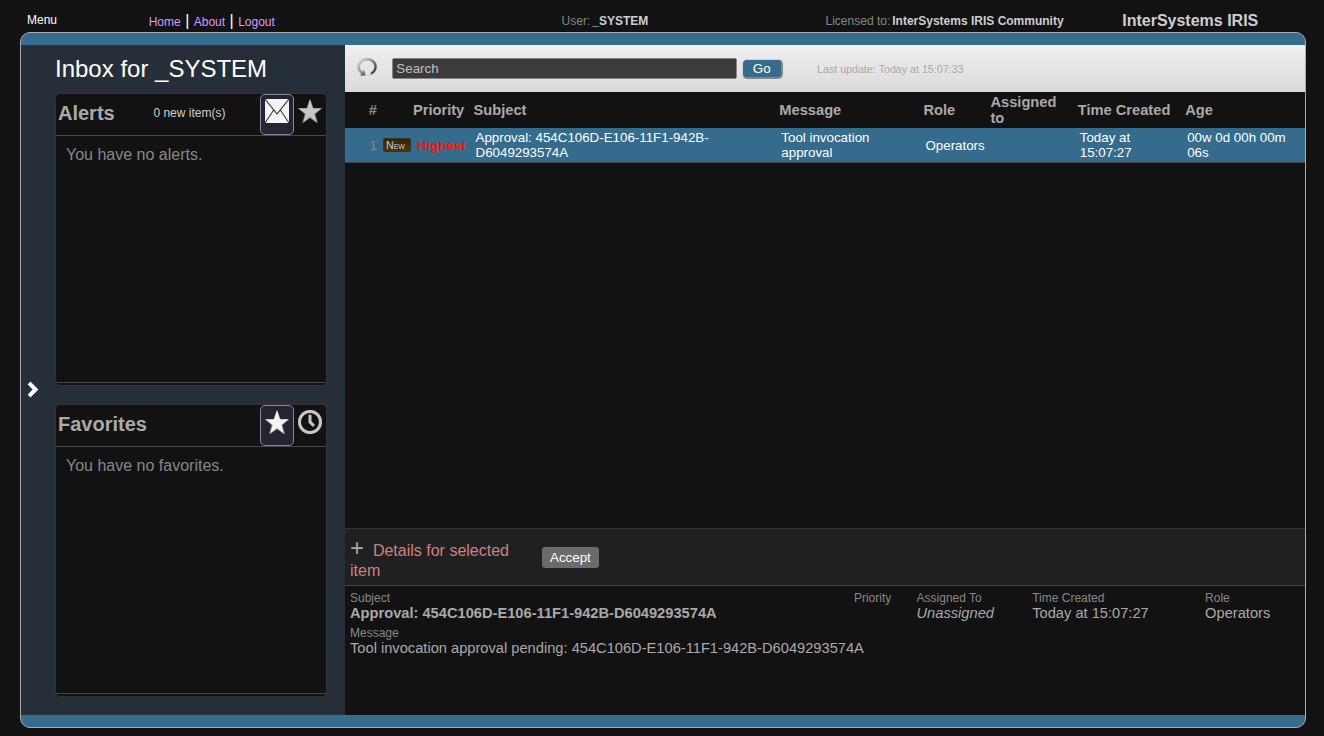 Menu
Home | About | Logout
User: _SYSTEM
Licensed to: InterSystems IRIS Community
InterSystems IRIS
Inbox for _SYSTEM
Alerts
0 new item(s)
You have no alerts.
Favorites
You have no favorites.
Search
Go
Last update: Today at 15:07:33
# Priority Subject Message Role Assigned to Time Created Age
1 New Highest Approval: 454C106D-E106-11F1-942B-D6049293574A Tool invocation approval Operators Today at 15:07:27 00w 0d 00h 00m 06s
+ Details for selected item
Accept
Subject Priority Assigned To Time Created Role
Approval: 454C106D-E106-11F1-942B-D6049293574A Unassigned Today at 15:07:27 Operators
Message
Tool invocation approval pending: 454C106D-E106-11F1-942B-D6049293574A